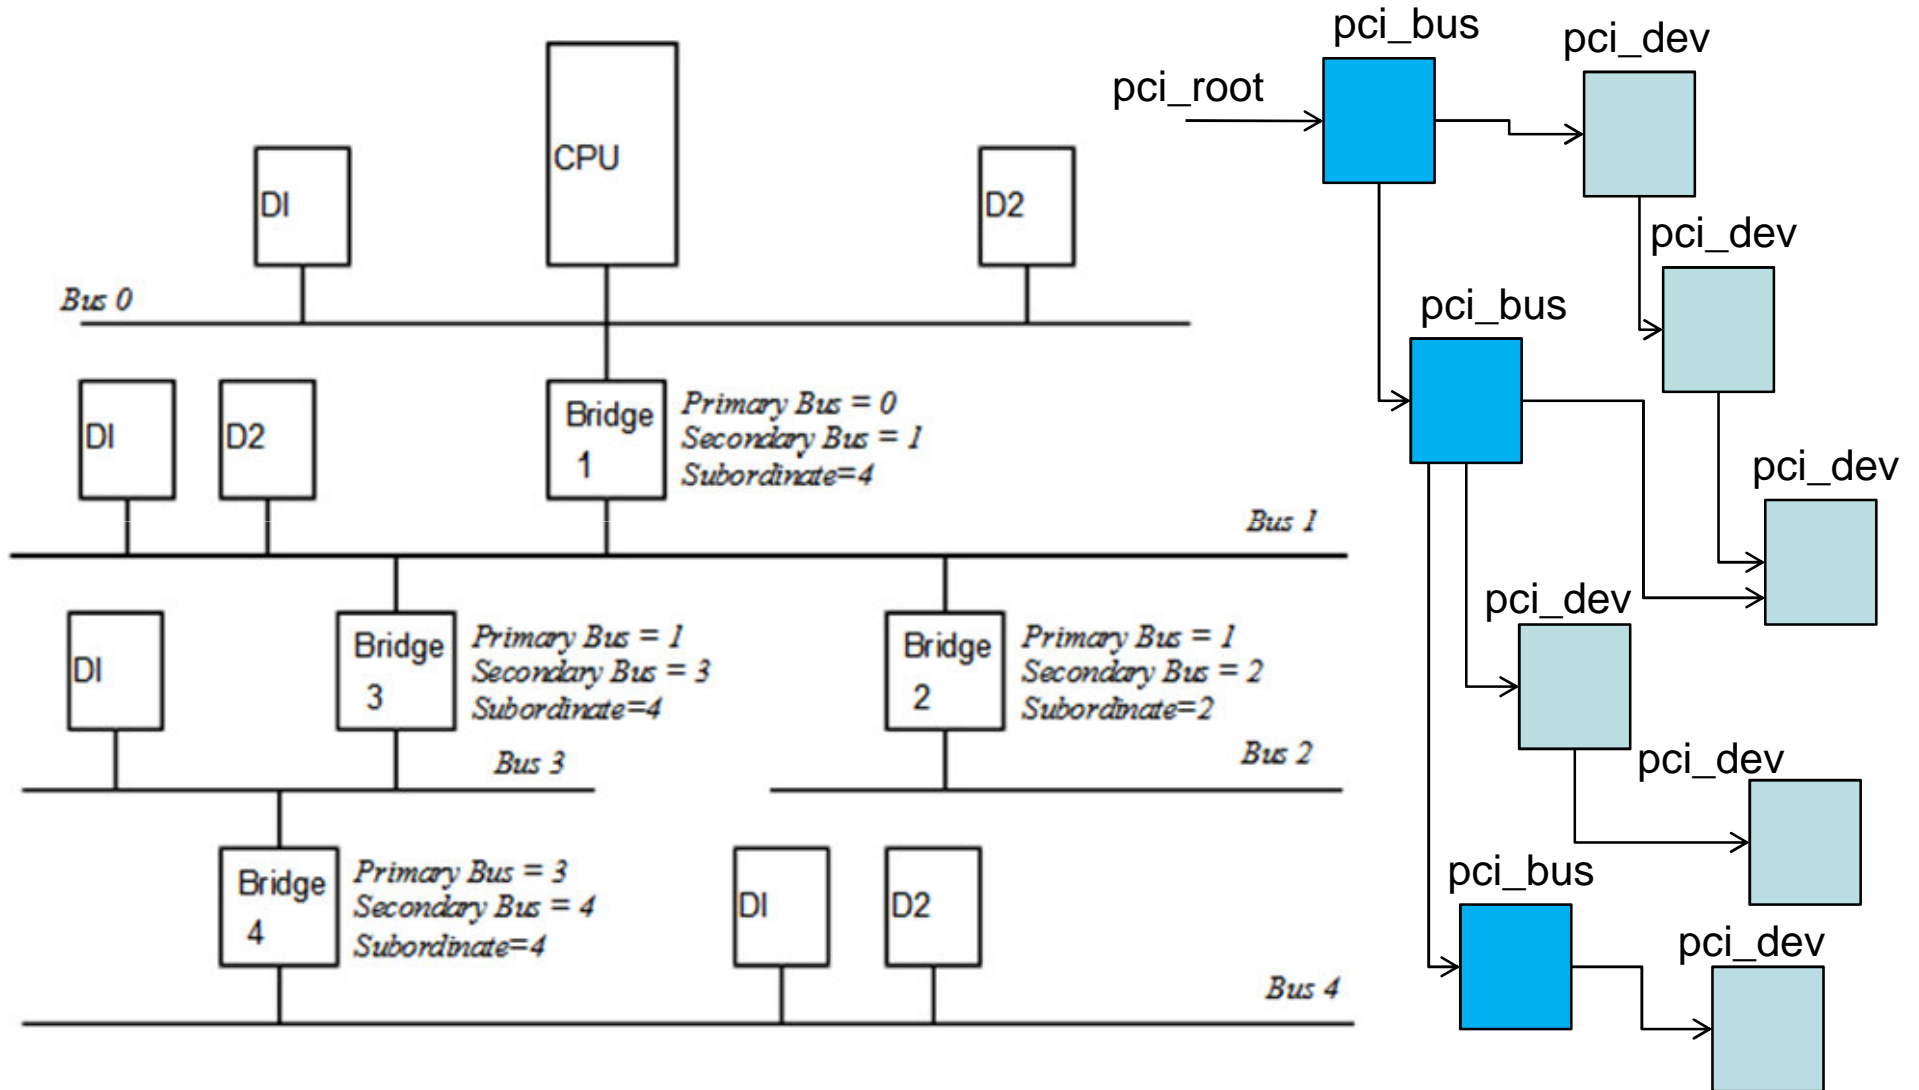 pci_bus
pci_dev
pci_root
CPU
DI
D2
pci_dev
Bus 0
pci_bus
DI
D2
Bridge
1
Primary Bus = 0
Secondary Bus = 1
Subordinate=4
pci_dev
Bus 1
pci_dev
DI
Bridge
3
Primary Bus = 1
Secondary Bus = 3
Subordinate=4
Bridge
2
Primary Bus = 1
Secondary Bus = 2
Subordinate=2
Bus 3
Bus 2
pci_dev
Bridge
4
Primary Bus = 3
Secondary Bus = 4
Subordinate=4
DI
D2
pci_bus
pci_dev
Bus 4